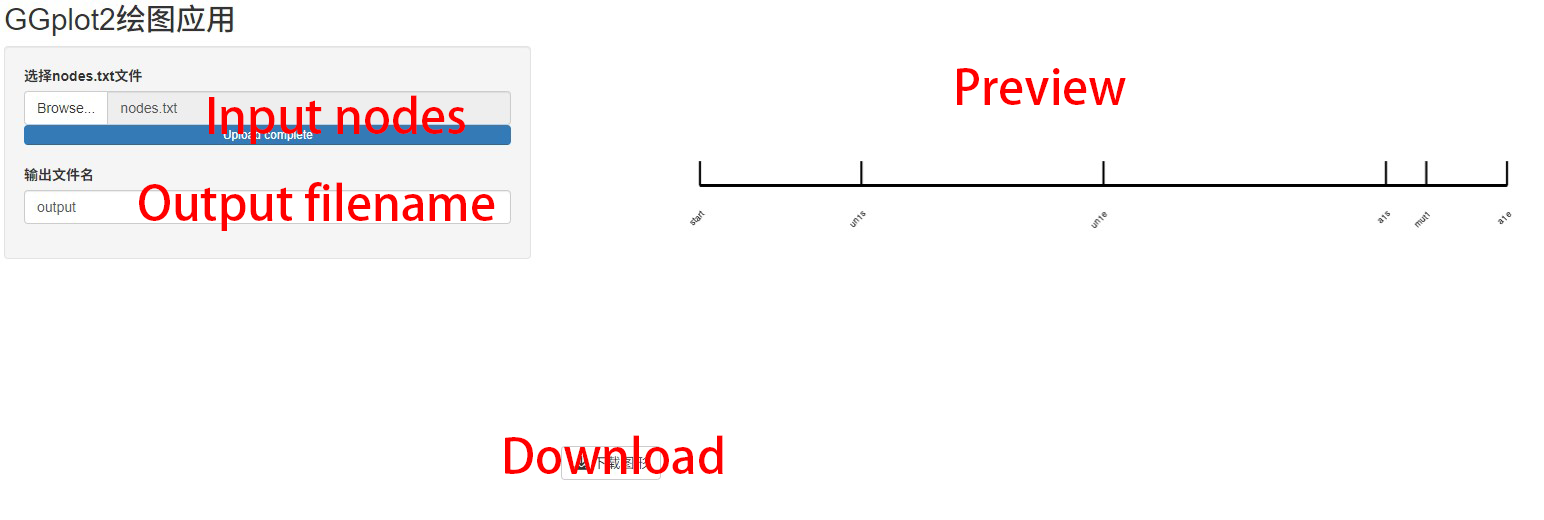 GGplot2绘图应用
选择nodes.txt文件
Browse... nodes.txt
Input nodes
Upload complete
输出文件名
output
Output filename
Preview
start un1s un1e a1s mut1 a1e
下载图形
Download